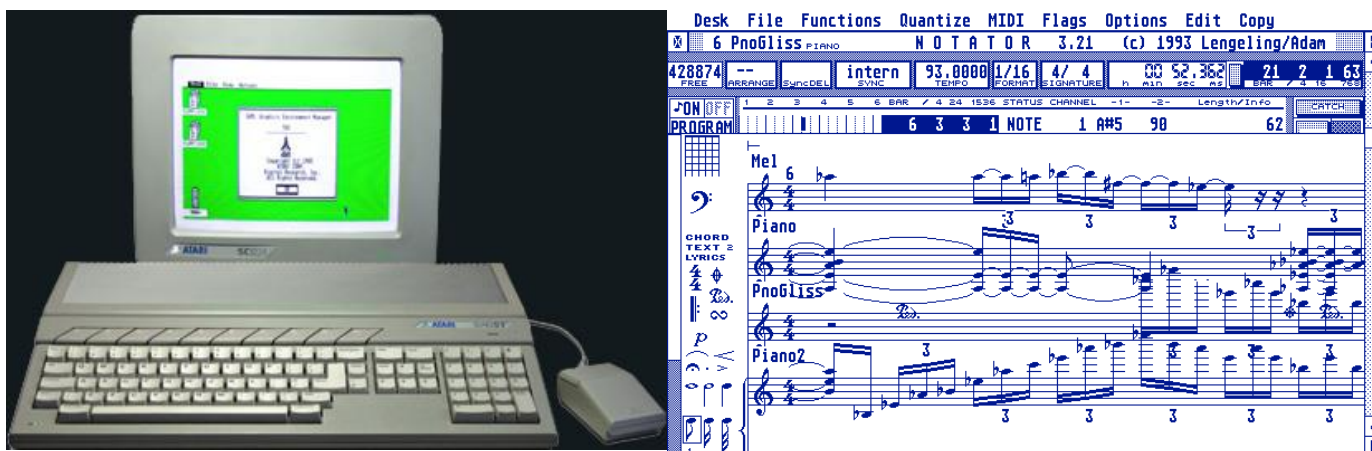 ATARI
ATARI
Desk File Functions Quantize MIDI Flags Options Edit Copy
6 PnoGliss PIANO N O T A T O R 3.21 (c) 1993 Lengeling/Adam
428874 -- intern 93.0000 1/16 4/ 4 00 52.362 21 2 1 63
FREE ARRANGE SyncDEL SYNC TEMPO FORMAT SIGNATURE h min sec ms BAR / 4 16 768
♪ON OFF 1 2 3 4 5 6 BAR / 4 24 1536 STATUS CHANNEL -1- -2- Length/Info CATCH
PROGRAM 6 3 3 1 NOTE 1 A#5 90 62
Mel
6
Piano
CHORD
TEXT 2
LYRICS
PnoGliss
Piano2